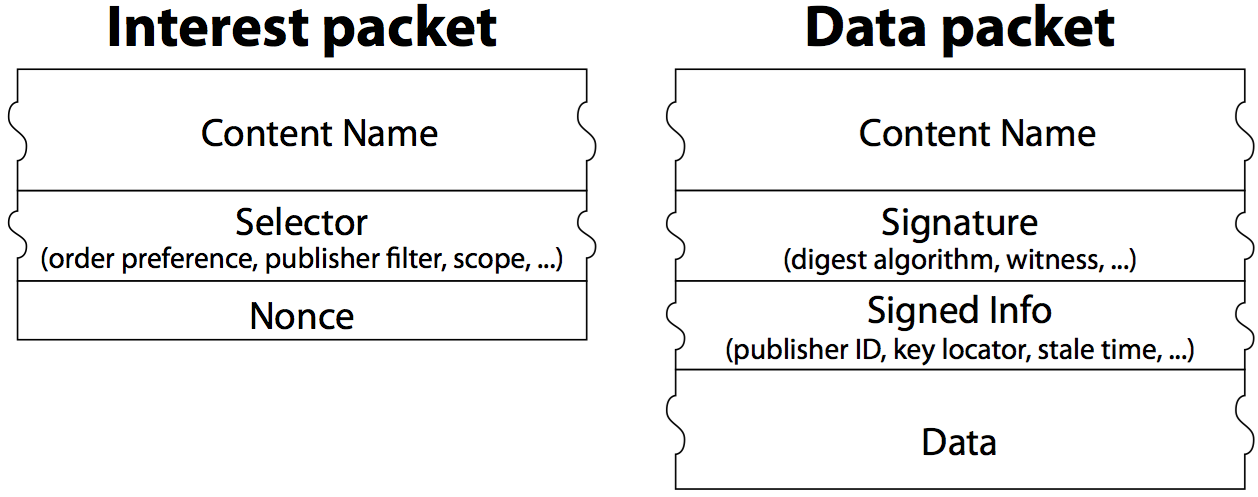 Interest packet
Content Name
Selector
(order preference, publisher filter, scope, ...)
Nonce
Data packet
Content Name
Signature
(digest algorithm, witness, ...)
Signed Info
(publisher ID, key locator, stale time, ...)
Data